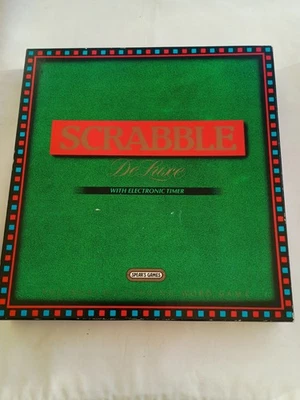 SCRABBLE
De Luxe
WITH ELECTRONIC TIMER
SPEAR'S GAMES